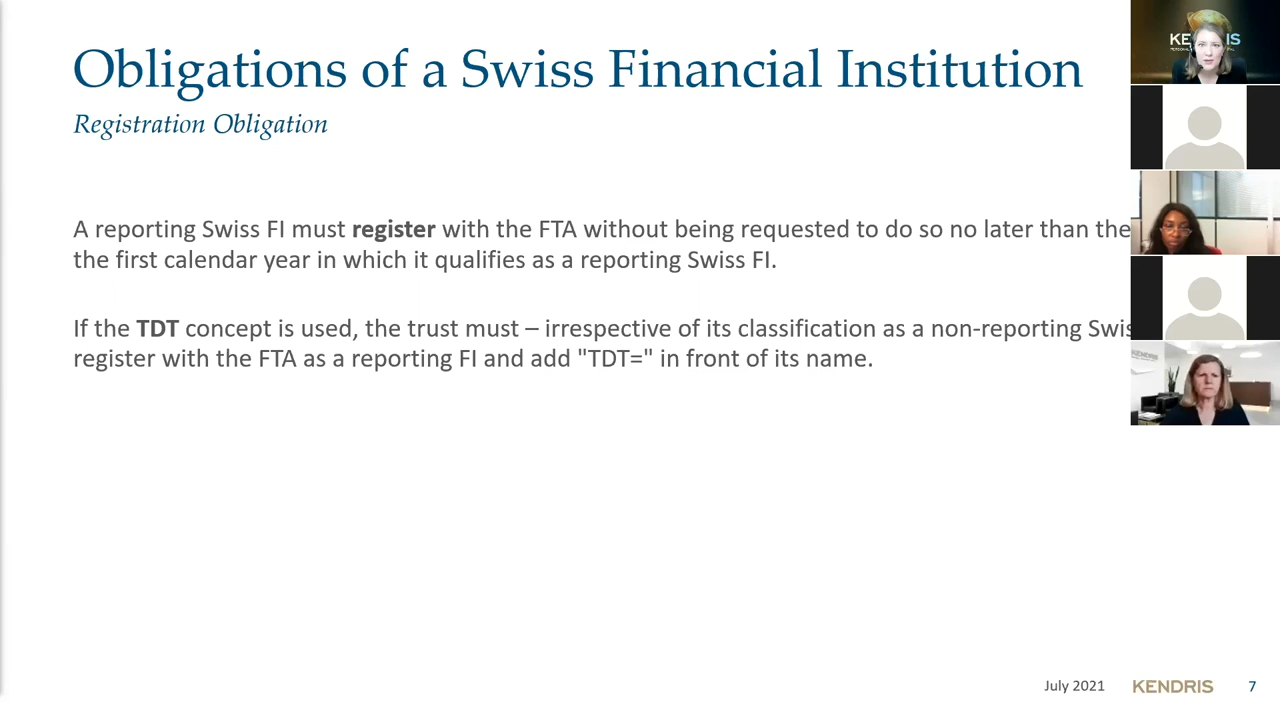 Obligations of a Swiss Financial Institution
Registration Obligation
A reporting Swiss FI must register with the FTA without being requested to do so no later than the
the first calendar year in which it qualifies as a reporting Swiss FI.
If the TDT concept is used, the trust must – irrespective of its classification as a non-reporting Swis
register with the FTA as a reporting FI and add "TDT=" in front of its name.
July 2021 KENDRIS 7